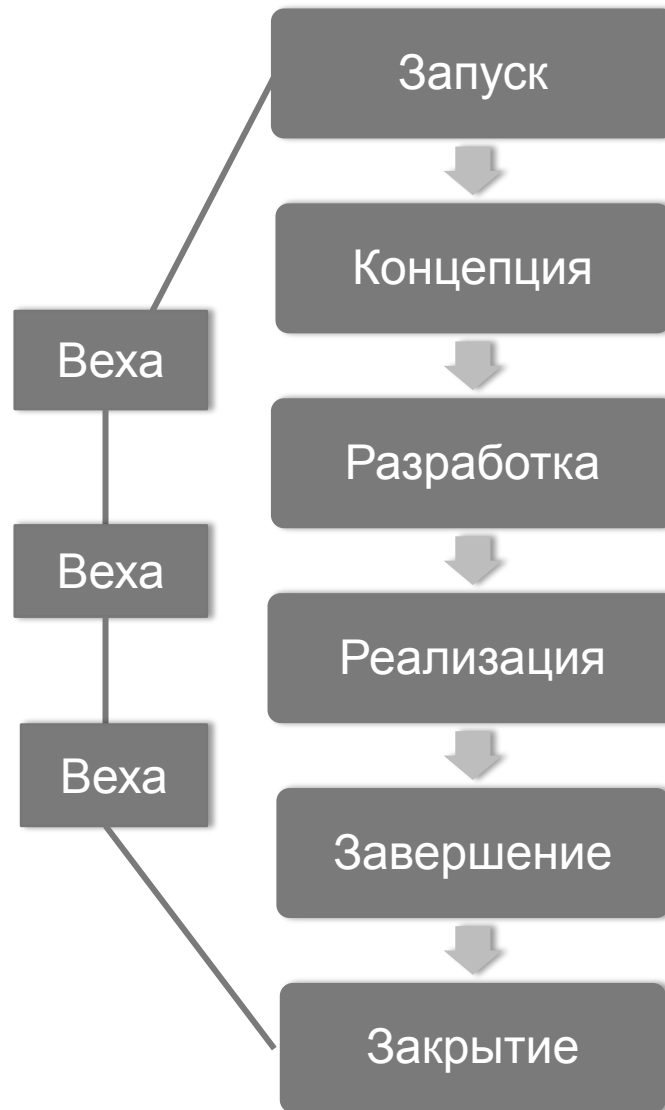 Запуск
Концепция
Веха
Разработка
Веха
Реализация
Веха
Завершение
Закрытие